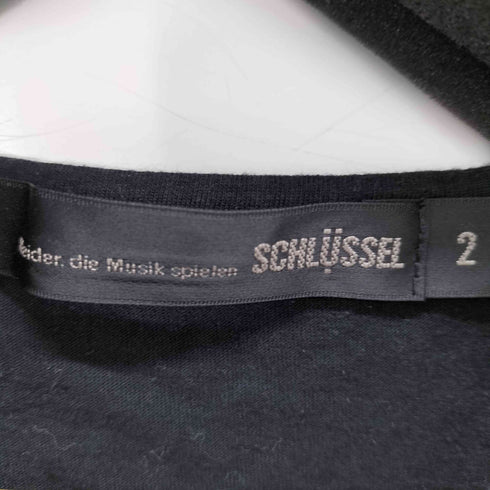 die Musik spielen SCHLÜSSEL 2